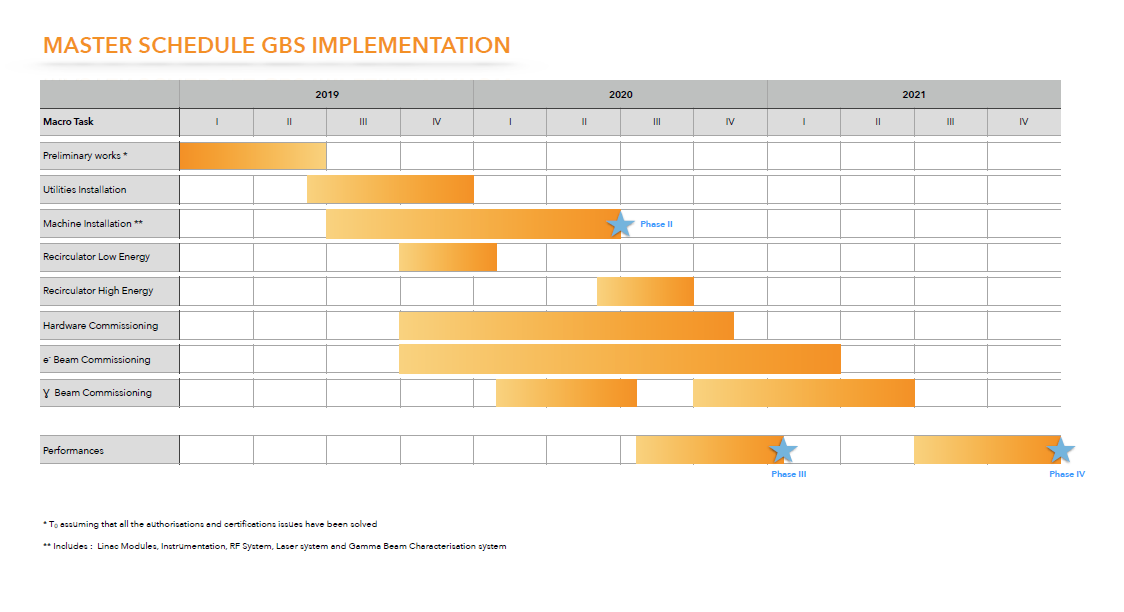 MASTER SCHEDULE GBS IMPLEMENTATION
2019 2020 2021
Macro Task I II III IV I II III IV I II III IV
Preliminary works *
Utilities Installation
Machine Installation ** Phase II
Recirculator Low Energy
Recirculator High Energy
Hardware Commissioning
e⁻ Beam Commissioning
Ɣ Beam Commissioning
Performances
Phase III Phase IV
* T₀ assuming that all the authorisations and certifications issues have been solved
** Includes : Linac Modules, Instrumentation, RF System, Laser system and Gamma Beam Characterisation system